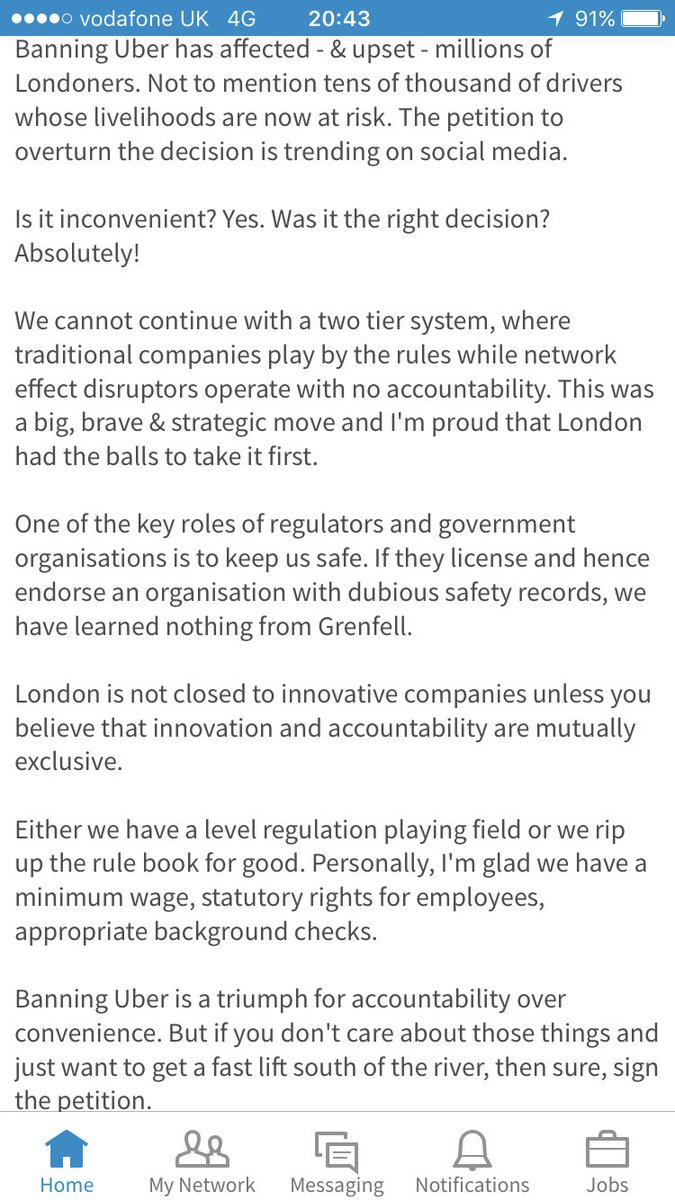 vodafone UK 4G 20:43 91%
Banning Uber has affected - & upset - millions of
Londoners. Not to mention tens of thousand of drivers
whose livelihoods are now at risk. The petition to
overturn the decision is trending on social media.
Is it inconvenient? Yes. Was it the right decision?
Absolutely!
We cannot continue with a two tier system, where
traditional companies play by the rules while network
effect disruptors operate with no accountability. This was
a big, brave & strategic move and I'm proud that London
had the balls to take it first.
One of the key roles of regulators and government
organisations is to keep us safe. If they license and hence
endorse an organisation with dubious safety records, we
have learned nothing from Grenfell.
London is not closed to innovative companies unless you
believe that innovation and accountability are mutually
exclusive.
Either we have a level regulation playing field or we rip
up the rule book for good. Personally, I'm glad we have a
minimum wage, statutory rights for employees,
appropriate background checks.
Banning Uber is a triumph for accountability over
convenience. But if you don't care about those things and
just want to get a fast lift south of the river, then sure, sign
the petition.
Home My Network Messaging Notifications Jobs